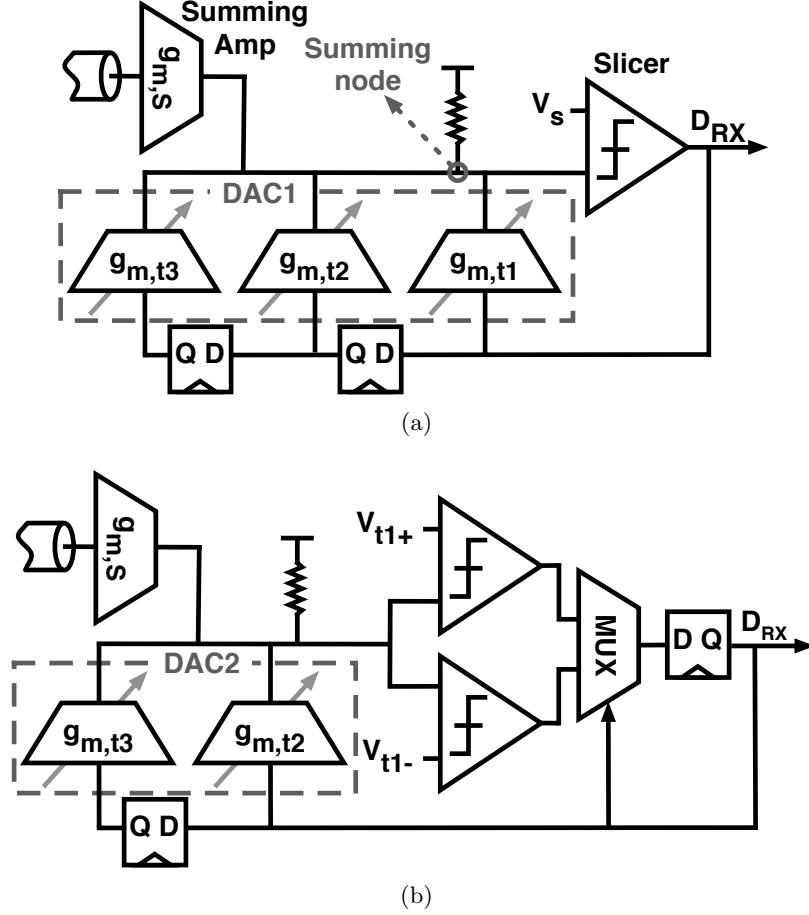 Summing
Amp
g_m,S
Summing
node
V_s
Slicer
D_RX
DAC1
g_m,t3
g_m,t2
g_m,t1
Q D
Q D
(a)
g_m,S
V_t1+
DAC2
MUX
D Q
D_RX
g_m,t3
g_m,t2
V_t1-
Q D
(b)